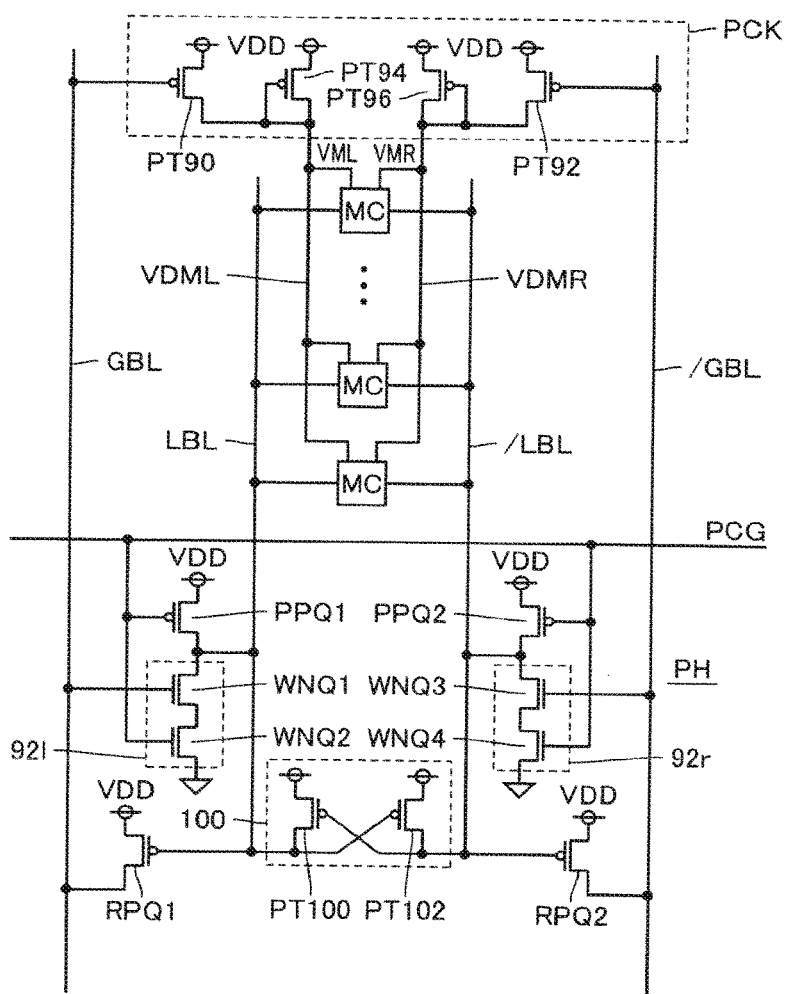 PCK
VDD VDD
PT94
PT96
PT90 PT92
VML VMR
MC
VDML VDMR
GBL /GBL
MC
LBL /LBL
MC
PCG
VDD VDD
PPQ1 PPQ2
PH
WNQ1 WNQ3
WNQ2 WNQ4
92l 92r
VDD VDD
100
RPQ1 PT100 PT102 RPQ2